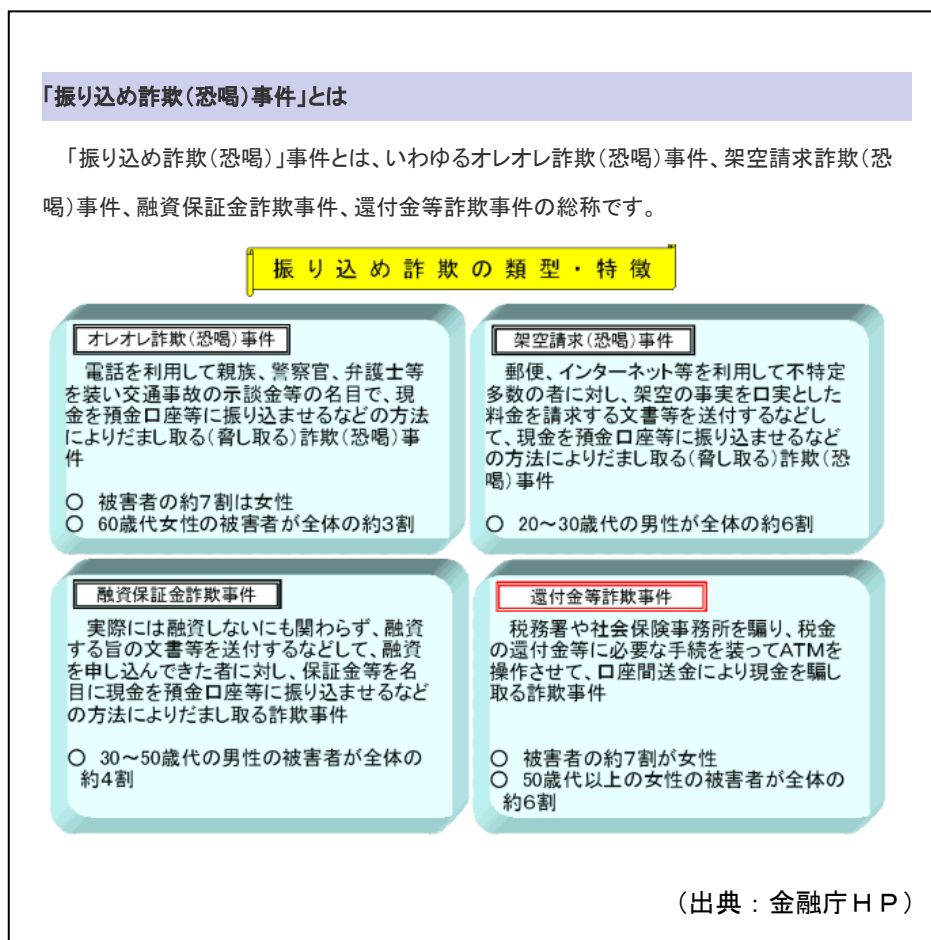 「振り込め詐欺(恐喝)事件」とは
「振り込め詐欺(恐喝)」事件とは、いわゆるオレオレ詐欺(恐喝)事件、架空請求詐欺(恐
喝)事件、融資保証金詐欺事件、還付金等詐欺事件の総称です。
振り込め詐欺の類型・特徴
オレオレ詐欺(恐喝)事件
電話を利用して親族、警察官、弁護士等
を装い交通事故の示談金等の名目で、現
金を預金口座等に振り込ませるなどの方法
によりだまし取る(脅し取る)詐欺(恐喝)事
件
○ 被害者の約7割は女性
○ 60歳代女性の被害者が全体の約3割
架空請求(恐喝)事件
郵便、インターネット等を利用して不特定
多数の者に対し、架空の事実を口実とした
料金を請求する文書等を送付するなどし
て、現金を預金口座等に振り込ませるなど
の方法によりだまし取る(脅し取る)詐欺(恐
喝)事件
○ 20~30歳代の男性が全体の約6割
融資保証金詐欺事件
実際には融資しないにも関わらず、融資
する旨の文書等を送付するなどして、融資
を申し込んできた者に対し、保証金等を名
目に現金を預金口座等に振り込ませるなど
の方法によりだまし取る詐欺事件
○ 30~50歳代の男性の被害者が全体の
約4割
還付金等詐欺事件
税務署や社会保険事務所を騙り、税金
の還付金等に必要な手続を装ってATMを
操作させて、口座間送金により現金を騙し
取る詐欺事件
○ 被害者の約7割が女性
○ 50歳代以上の女性の被害者が全体の
約6割
(出典:金融庁HP)